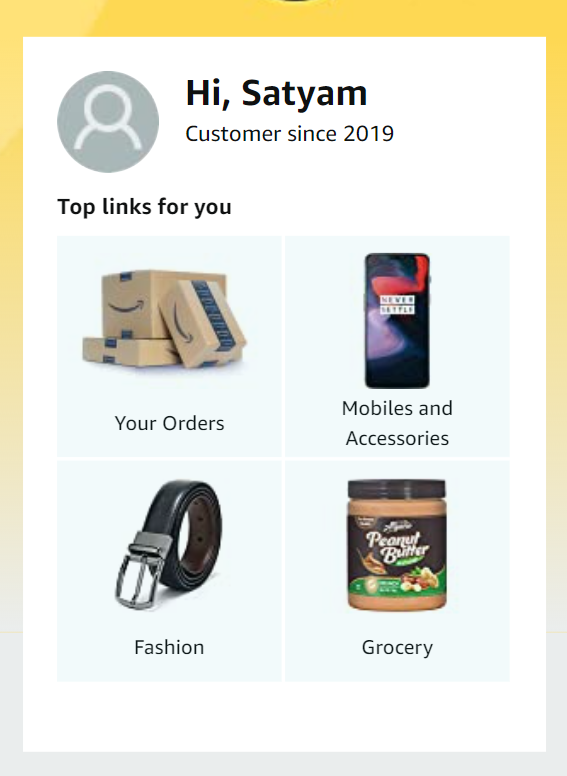 Hi, Satyam
Customer since 2019
Top links for you
NEVER
SETTLE
Your Orders
Mobiles and
Accessories
Peanut
Butter
Fashion
Grocery